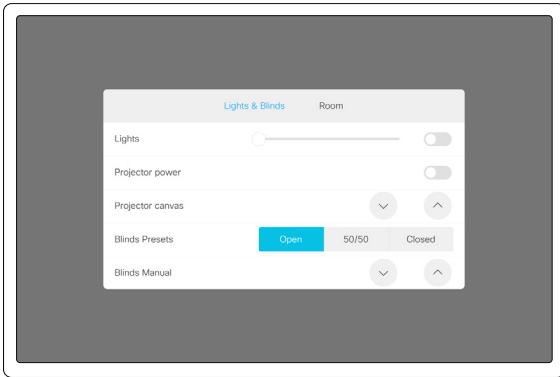 Lights & Blinds Room
Lights
Projector power
Projector canvas
Blinds Presets Open 50/50 Closed
Blinds Manual